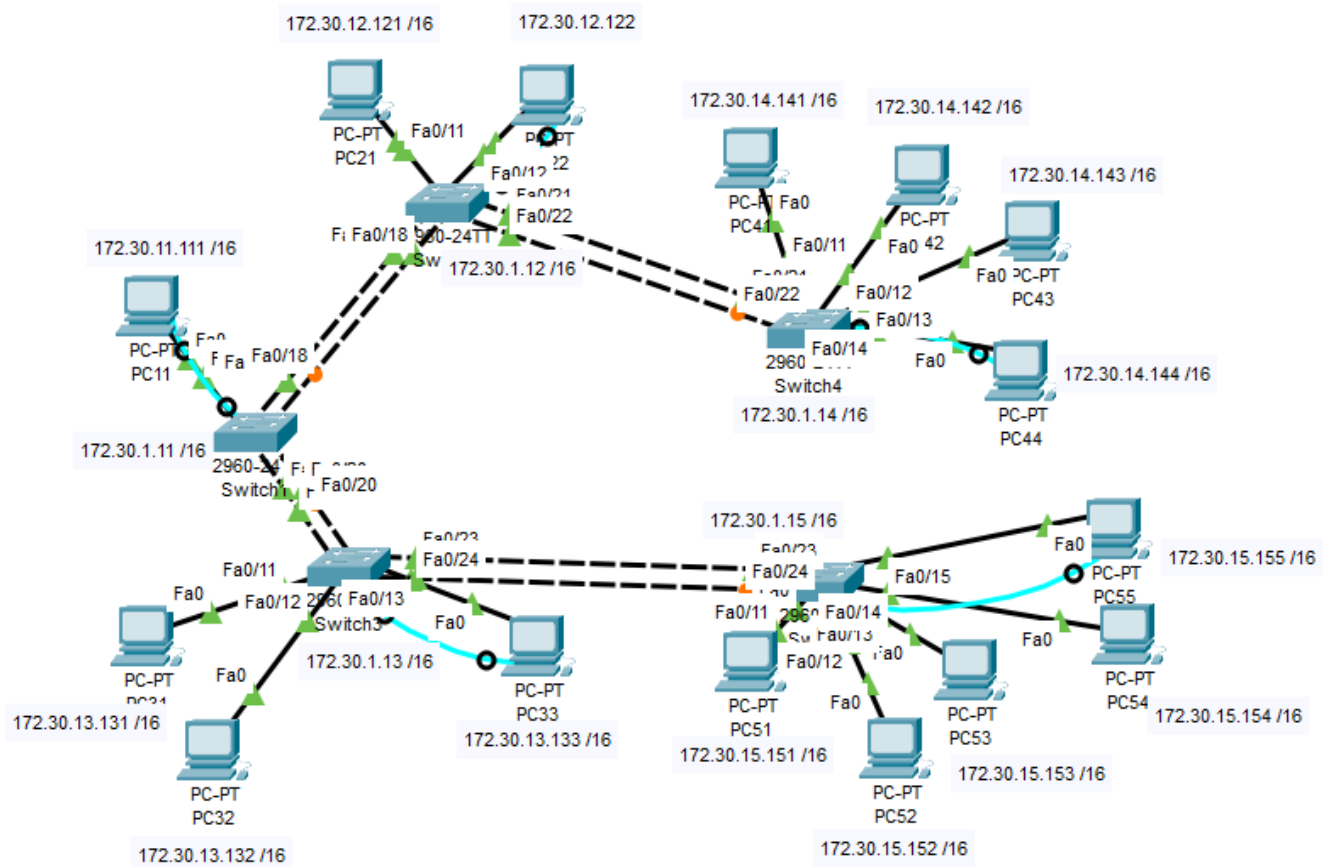 172.30.12.121 /16
172.30.12.122
PC-PT
PC21
Fa0/11
Fa0/12
Fa0/22
Fa0/18
172.30.1.12 /16
172.30.14.141 /16
172.30.14.142 /16
172.30.14.143 /16
172.30.14.144 /16
Fa0
Fa0/11
PC-PT
Fa0
42
Fa0
PC-PT
PC43
Fa0/22
Fa0/12
Fa0/13
Fa0/14
Fa0
Switch4
172.30.1.14 /16
PC-PT
PC44
172.30.11.111 /16
PC-PT
PC11
Fa0/18
172.30.1.11 /16
Fa0/20
Fa0/23
Fa0/24
Fa0/11
Fa0/12
Fa0/13
Switch3
172.30.1.13 /16
Fa0
Fa0
Fa0
172.30.13.131 /16
PC-PT
PC32
172.30.13.132 /16
PC-PT
PC33
172.30.13.133 /16
172.30.1.15 /16
Fa0/23
Fa0/24
Fa0/11
Fa0/15
Fa0/14
Fa0/13
Fa0/12
Fa0
PC-PT
PC55
172.30.15.155 /16
Fa0
PC-PT
PC54
172.30.15.154 /16
PC-PT
PC51
172.30.15.151 /16
Fa0
PC-PT
PC53
172.30.15.153 /16
PC-PT
PC52
172.30.15.152 /16